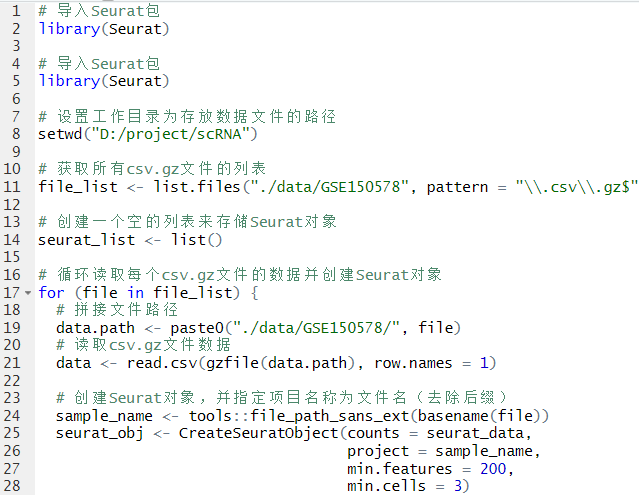 1 # 导入Seurat包
2 library(Seurat)
3
4 # 导入Seurat包
5 library(Seurat)
6
7 # 设置工作目录为存放数据文件的路径
8 setwd("D:/project/scRNA")
9
10 # 获取所有csv.gz文件的列表
11 file_list <- list.files("./data/GSE150578", pattern = "\\.csv\\.gz$"
12
13 # 创建一个空的列表来存储Seurat对象
14 seurat_list <- list()
15
16 # 循环读取每个csv.gz文件的数据并创建Seurat对象
17 for (file in file_list) {
18   # 拼接文件路径
19   data.path <- paste0("./data/GSE150578/", file)
20   # 读取csv.gz文件数据
21   data <- read.csv(gzfile(data.path), row.names = 1)
22
23   # 创建Seurat对象，并指定项目名称为文件名（去除后缀）
24   sample_name <- tools::file_path_sans_ext(basename(file))
25   seurat_obj <- CreateSeuratObject(counts = seurat_data,
26                                    project = sample_name,
27                                    min.features = 200,
28                                    min.cells = 3)